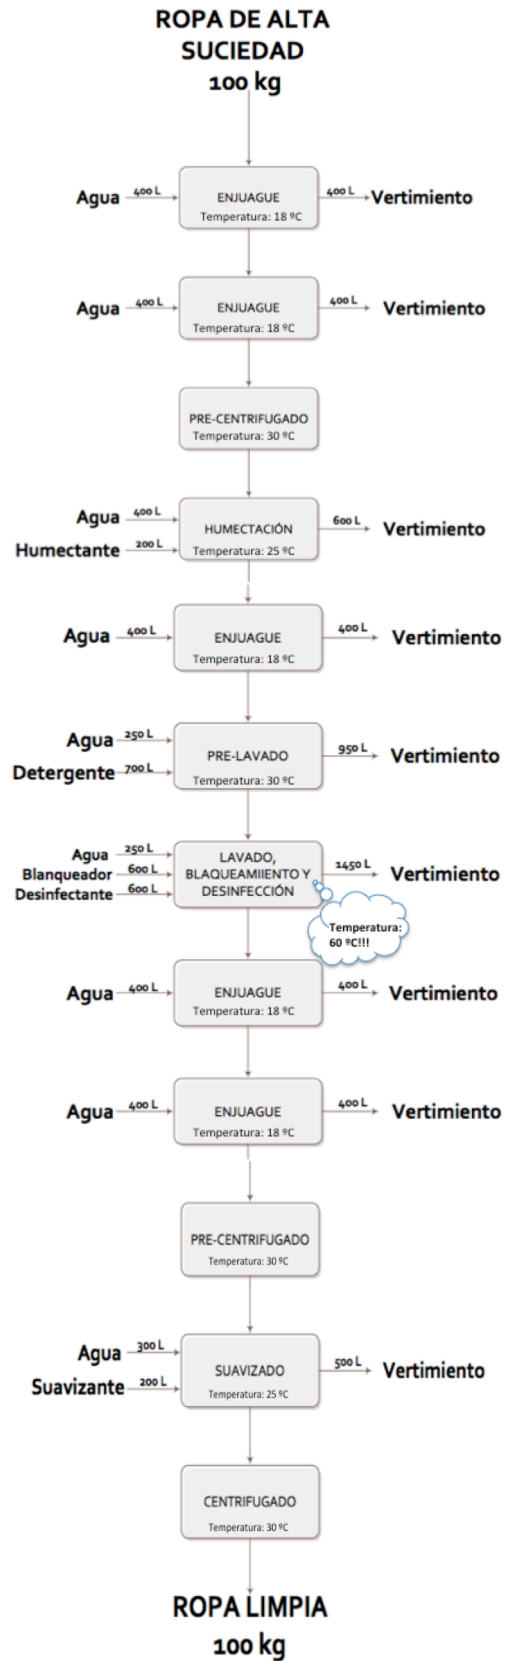 ROPA DE ALTA
SUCIEDAD
100 kg
Agua 400 L ENJUAGUE 400 L Vertimiento
Temperatura: 18 ºC
Agua 400 L ENJUAGUE 400 L Vertimiento
Temperatura: 18 ºC
PRE-CENTRIFUGADO
Temperatura: 30 ºC
Agua 400 L HUMECTACIÓN 600 L Vertimiento
Humectante 200 L Temperatura: 25 ºC
Agua 400 L ENJUAGUE 400 L Vertimiento
Temperatura: 18 ºC
Agua 250 L PRE-LAVADO 950 L Vertimiento
Detergente 700 L Temperatura: 30 ºC
Agua 250 L LAVADO,
Blanqueador 600 L BLAQUEAMIIENTO Y 1450 L Vertimiento
Desinfectante 600 L DESINFECCIÓN
Temperatura:
60 ºC!!!
Agua 400 L ENJUAGUE 400 L Vertimiento
Temperatura: 18 ºC
Agua 400 L ENJUAGUE 400 L Vertimiento
Temperatura: 18 ºC
PRE-CENTRIFUGADO
Temperatura: 30 ºC
Agua 300 L SUAVIZADO 500 L Vertimiento
Suavizante 200 L Temperatura: 25 ºC
CENTRIFUGADO
Temperatura: 30 ºC
ROPA LIMPIA
100 kg